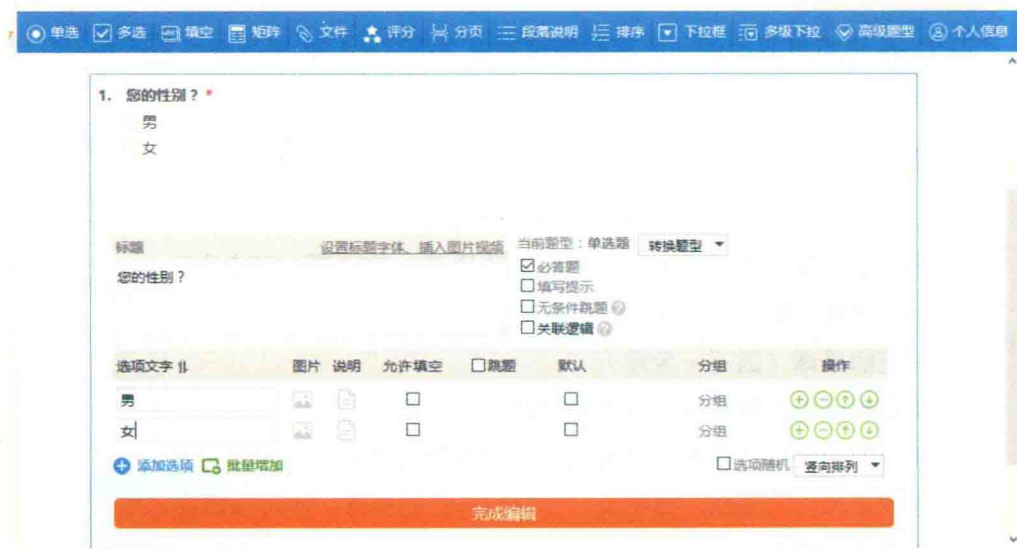 单选 多选 填空 矩阵 文件 评分 分页 段落说明 排序 下拉框 多级下拉 高级题型 个人信息
1. 您的性别？*
男
女
标题 设置标题字体、插入图片视频 当前题型：单选题 转换题型
必答题
您的性别？
填写提示
无条件跳题
关联逻辑
选项文字 图片 说明 允许填空 跳题 默认 分组 操作
男 分组
女 分组
添加选项 批量增加 选项随机 竖向排列
完成编辑